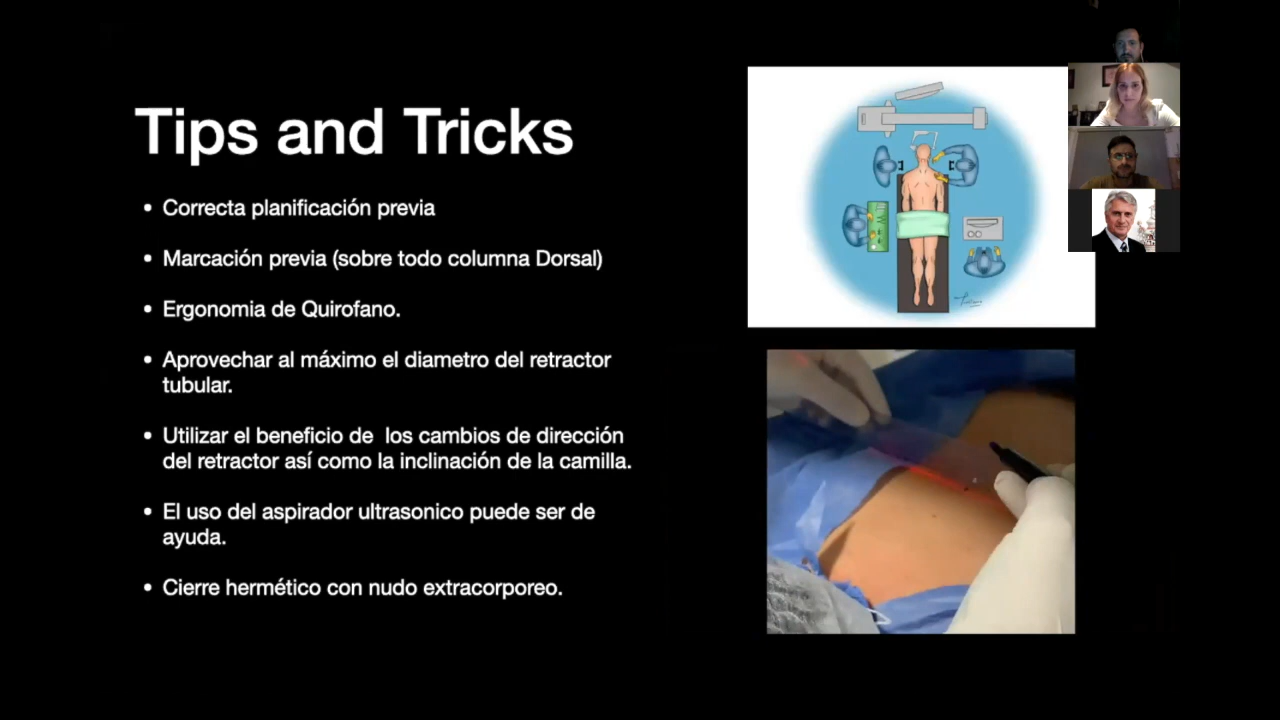 Tips and Tricks
• Correcta planificación previa
• Marcación previa (sobre todo columna Dorsal)
• Ergonomia de Quirofano.
• Aprovechar al máximo el diametro del retractor
tubular.
• Utilizar el beneficio de  los cambios de dirección
del retractor así como la inclinación de la camilla.
• El uso del aspirador ultrasonico puede ser de
ayuda.
• Cierre hermético con nudo extracorporeo.